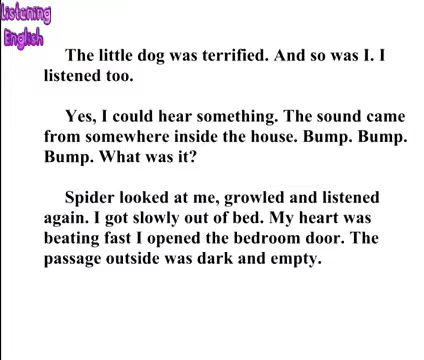 Listening
English
The little dog was terrified. And so was I. I
listened too.
Yes, I could hear something. The sound came
from somewhere inside the house. Bump. Bump.
Bump. What was it?
Spider looked at me, growled and listened
again. I got slowly out of bed. My heart was
beating fast I opened the bedroom door. The
passage outside was dark and empty.